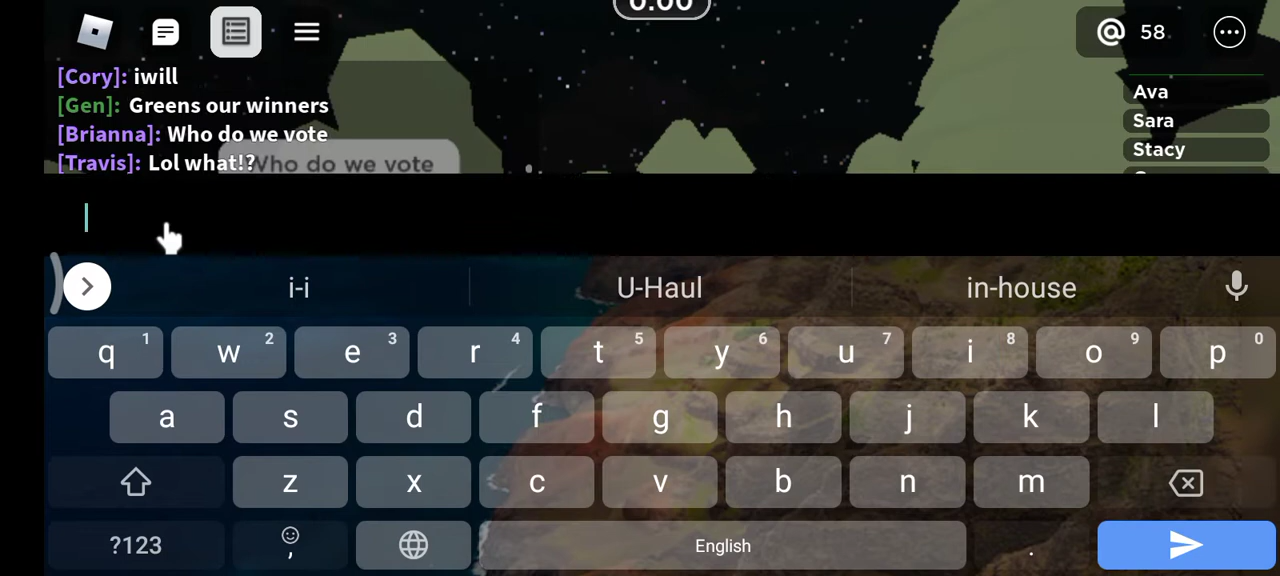 0:00
58
[Cory]: iwill
[Gen]: Greens our winners
[Brianna]: Who do we vote
[Travis]: Lol what!?
Who do we vote
Ava
Sara
Stacy
i-i U-Haul in-house
q 1 w 2 e 3 r 4 t 5 y 6 u 7 i 8 o 9 p 0
a s d f g h j k l
z x c v b n m
?123 , English .